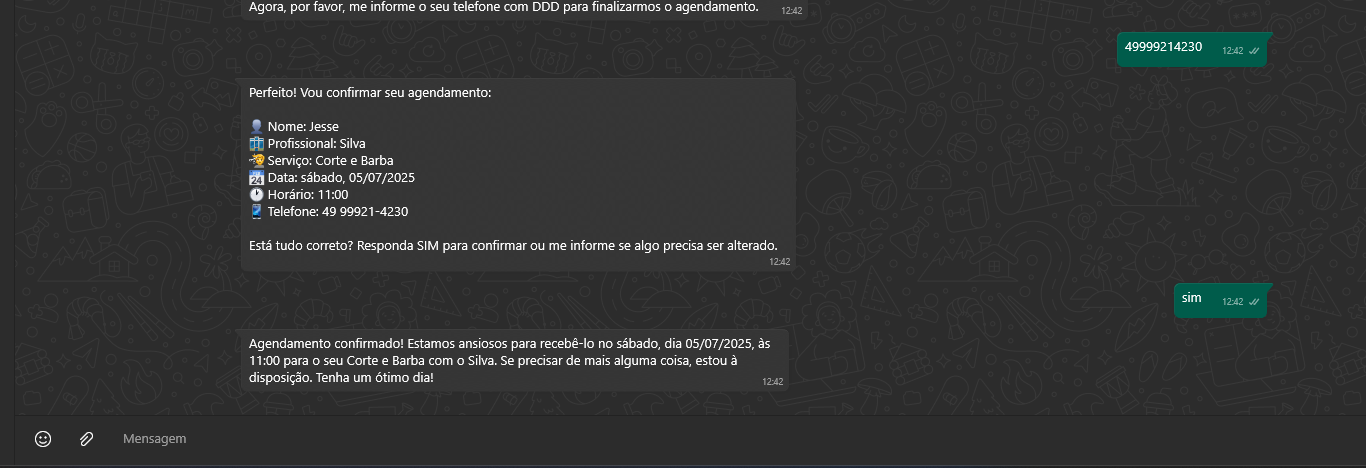 Agora, por favor, me informe o seu telefone com DDD para finalizarmos o agendamento.
12:42
49999214230
12:42
Perfeito! Vou confirmar seu agendamento:
👤 Nome: Jesse
Profissional: Silva
Serviço: Corte e Barba
Data: sábado, 05/07/2025
Horário: 11:00
Telefone: 49 99921-4230
Está tudo correto? Responda SIM para confirmar ou me informe se algo precisa ser alterado.
12:42
sim
12:42
Agendamento confirmado! Estamos ansiosos para recebê-lo no sábado, dia 05/07/2025, às
11:00 para o seu Corte e Barba com o Silva. Se precisar de mais alguma coisa, estou à
disposição. Tenha um ótimo dia!
12:42
Mensagem